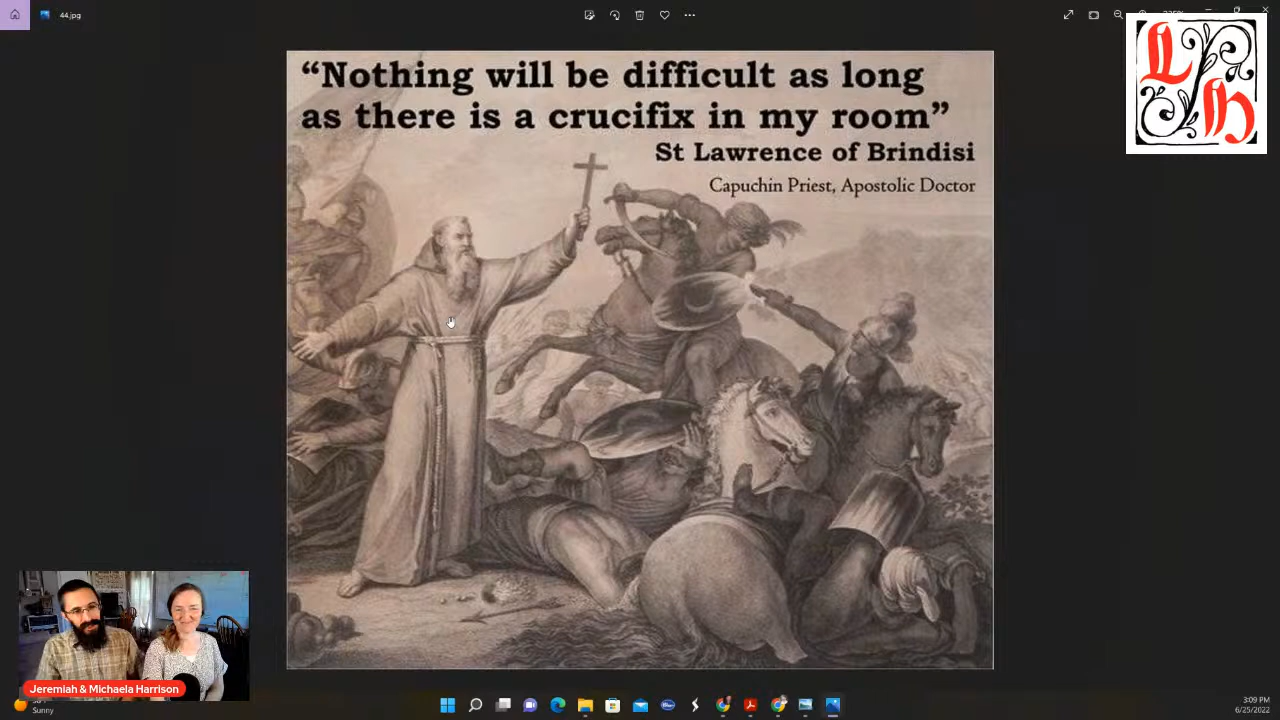 44.jpg
“Nothing will be difficult as long
as there is a crucifix in my room”
St Lawrence of Brindisi
Capuchin Priest, Apostolic Doctor
L
H
Jeremiah & Michaela Harrison
Sunny
3:09 PM
6/25/2022